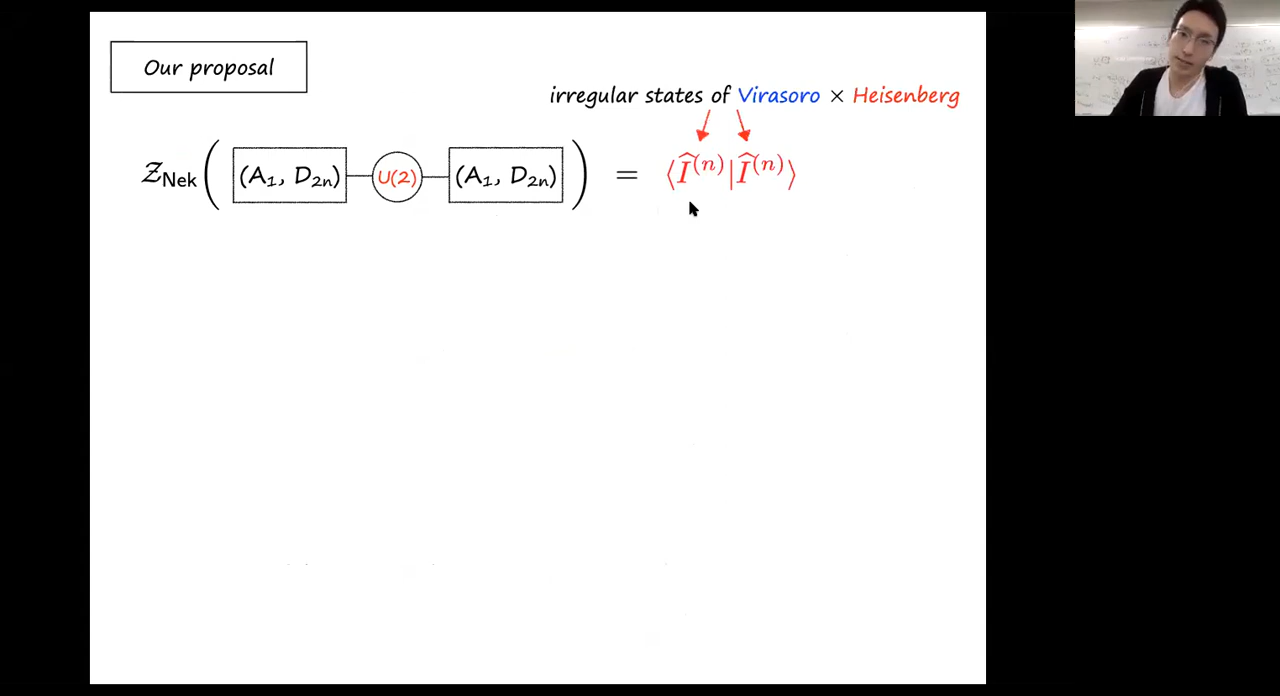 Our proposal
irregular states of Virasoro × Heisenberg
𝒵Nek( (A₁, D₂ₙ) U(2) (A₁, D₂ₙ) ) = ⟨Î⁽ⁿ⁾|Î⁽ⁿ⁾⟩